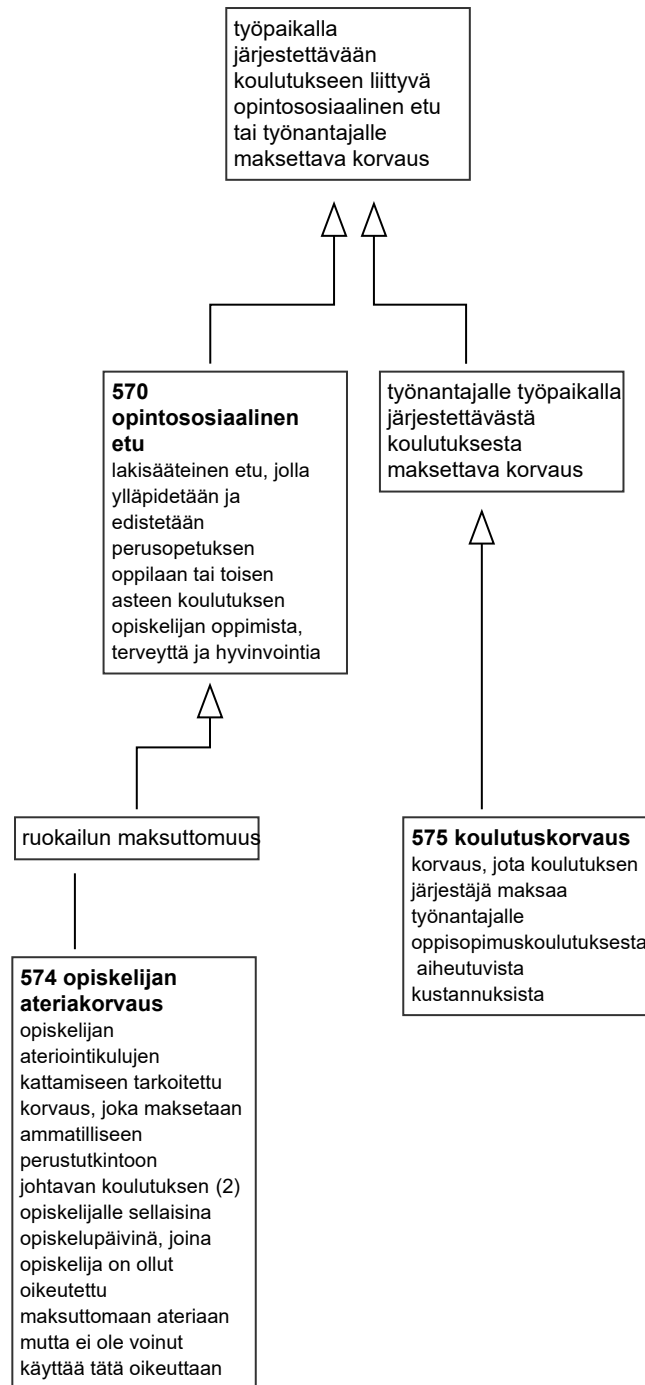 työpaikalla
järjestettävään
koulutukseen liittyvä
opintososiaalinen etu
tai työnantajalle
maksettava korvaus
570
opintososiaalinen
etu
lakisääteinen etu, jolla
ylläpidetään ja
edistetään
perusopetuksen
oppilaan tai toisen
asteen koulutuksen
opiskelijan oppimista,
terveyttä ja hyvinvointia
työnantajalle työpaikalla
järjestettävästä
koulutuksesta
maksettava korvaus
ruokailun maksuttomuus
575 koulutuskorvaus
korvaus, jota koulutuksen
järjestäjä maksaa
työnantajalle
oppisopimuskoulutuksesta
aiheutuvista
kustannuksista
574 opiskelijan
ateriakorvaus
opiskelijan
ateriointikulujen
kattamiseen tarkoitettu
korvaus, joka maksetaan
ammatilliseen
perustutkintoon
johtavan koulutuksen (2)
opiskelijalle sellaisina
opiskelupäivinä, joina
opiskelija on ollut
oikeutettu
maksuttomaan ateriaan
mutta ei ole voinut
käyttää tätä oikeuttaan